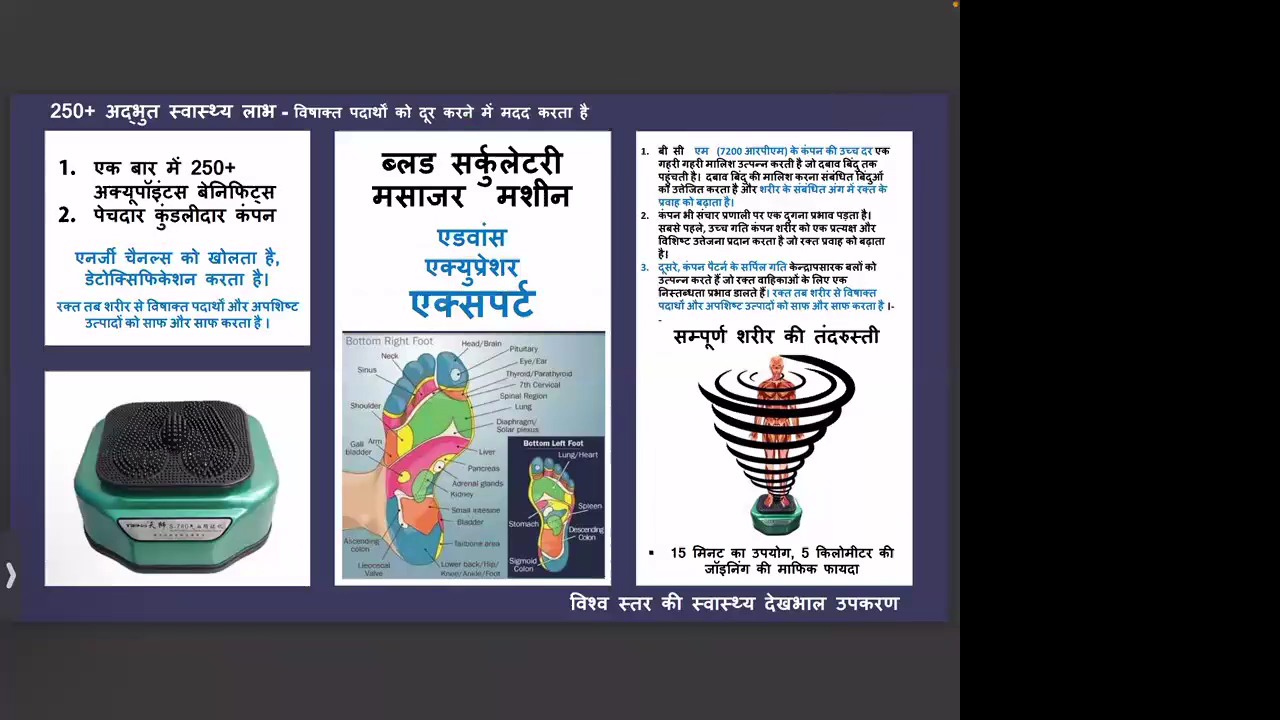 250+ अद्भुत स्वास्थ्य लाभ - विषाक्त पदार्थों को दूर करने में मदद करता है
1. एक बार में 250+
अक्यूपॉइंटस बेनिफिट्स
2. पेचदार कुंडलीदार कंपन
एनर्जी चैनल्स को खोलता है,
डेटोक्सिफिकेशन करता है।
रक्त तब शरीर से विषाक्त पदार्थों और अपशिष्ट
उत्पादों को साफ और साफ करता है ।
ब्लड सर्कुलेटरी
मसाजर मशीन
एडवांस
एक्युप्रेशर
एक्सपर्ट
Bottom Right Foot
Head/Brain
Neck
Pituitary
Eye/Ear
Sinus
Thyroid/Parathyroid
7th Cervical
Spinal Region
Shoulder
Lung
Diaphragm/
Solar plexus
Arm
Gall
bladder
Liver
Pancreas
Adrenal glands
Kidney
Small intestine
Bladder
Ascending
colon
Tailbone area
Lower back/Hip/
Knee/Ankle/Foot
Ileocecal
Valve
Bottom Left Foot
Lung/Heart
Spleen
Stomach
Descending
Colon
Sigmoid
Colon
1. बी सी एम (7200 आरपीएम) के कंपन की उच्च दर एक
गहरी गहरी मालिश उत्पन्न करती है जो दबाव बिंदु तक
पहुंचती है। दबाव बिंदु की मालिश करना संबंधित बिंदुओं
को उत्तेजित करता है और शरीर के संबंधित अंग में रक्त के
प्रवाह को बढ़ाता है।
2. कंपन भी संचार प्रणाली पर एक दुगना प्रभाव पड़ता है।
सबसे पहले, उच्च गति कंपन शरीर को एक प्रत्यक्ष और
विशिष्ट उत्तेजना प्रदान करता है जो रक्त प्रवाह को बढ़ाता
है।
3. दूसरे, कंपन पैटर्न के सर्पिल गति केन्द्रापसारक बलों को
उत्पन्न करते हैं जो रक्त वाहिकाओं के लिए एक
निस्तब्धता प्रभाव डालते हैं। रक्त तब शरीर से विषाक्त
पदार्थों और अपशिष्ट उत्पादों को साफ और साफ करता है ।-
-
सम्पूर्ण शरीर की तंदरुस्ती
▪ 15 मिनट का उपयोग, 5 किलोमीटर की
जॉइनिंग की माफिक फायदा
विश्व स्तर की स्वास्थ्य देखभाल उपकरण